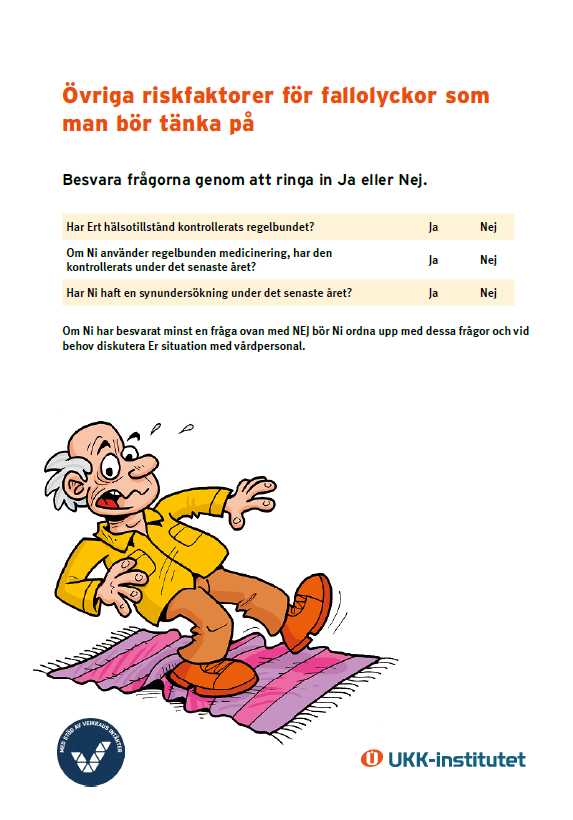 Övriga riskfaktorer för fallolyckor som
man bör tänka på
Besvara frågorna genom att ringa in Ja eller Nej.
Har Ert hälsotillstånd kontrollerats regelbundet? Ja Nej
Om Ni använder regelbunden medicinering, har den
kontrollerats under det senaste året? Ja Nej
Har Ni haft en synundersökning under det senaste året? Ja Nej
Om Ni har besvarat minst en fråga ovan med NEJ bör Ni ordna upp med dessa frågor och vid
behov diskutera Er situation med vårdpersonal.
MED STÖD AV VEIKKAUS INTÄKTER
UKK-institutet